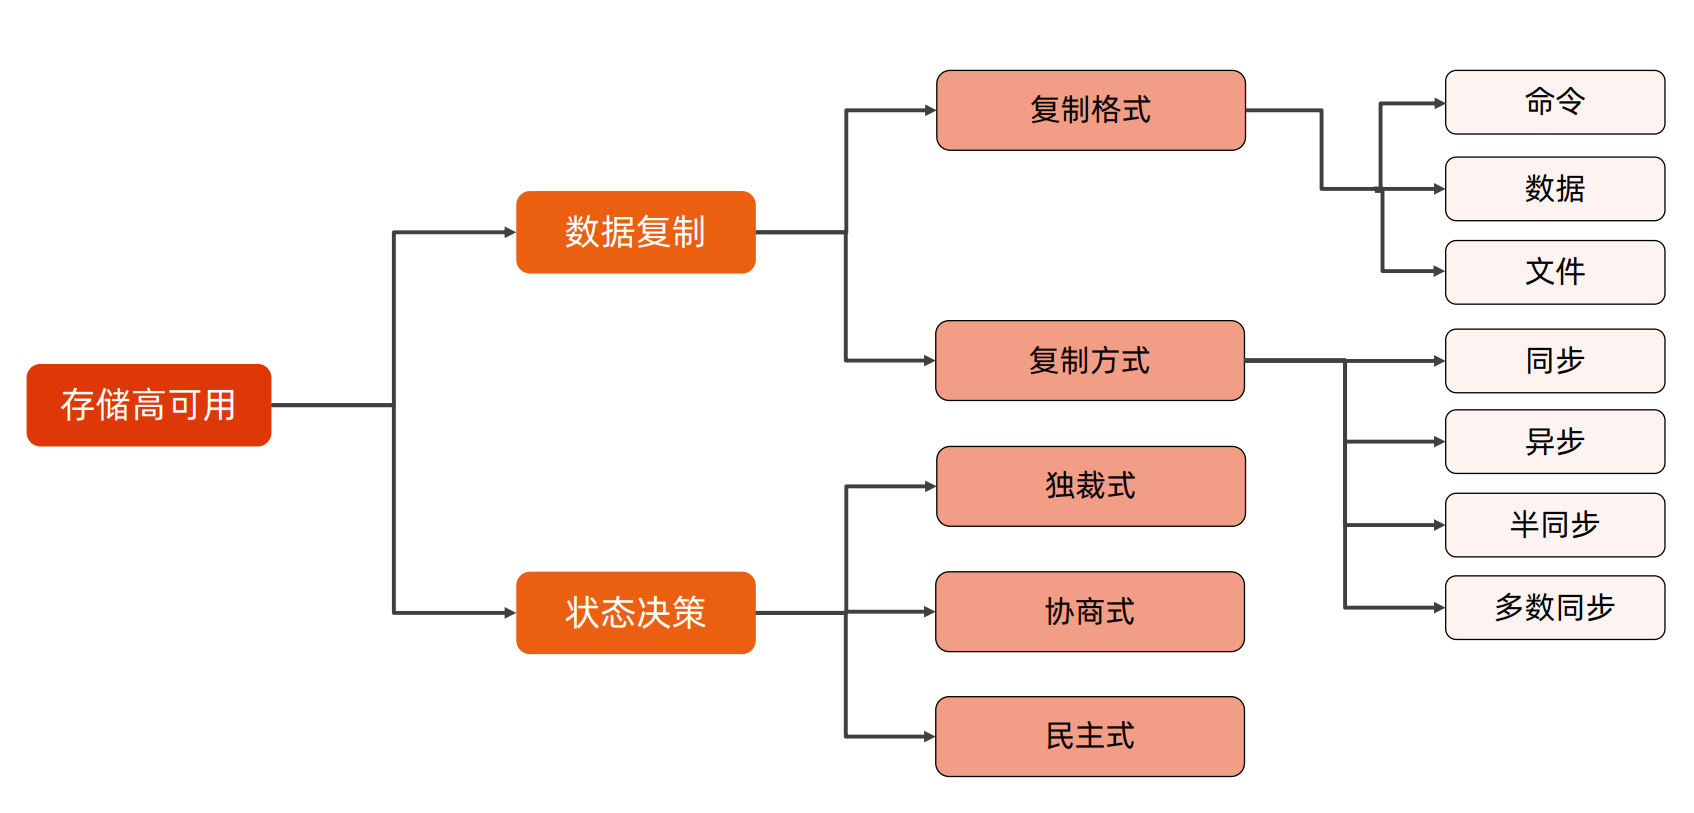 存储高可用
数据复制
状态决策
复制格式
复制方式
独裁式
协商式
民主式
命令
数据
文件
同步
异步
半同步
多数同步